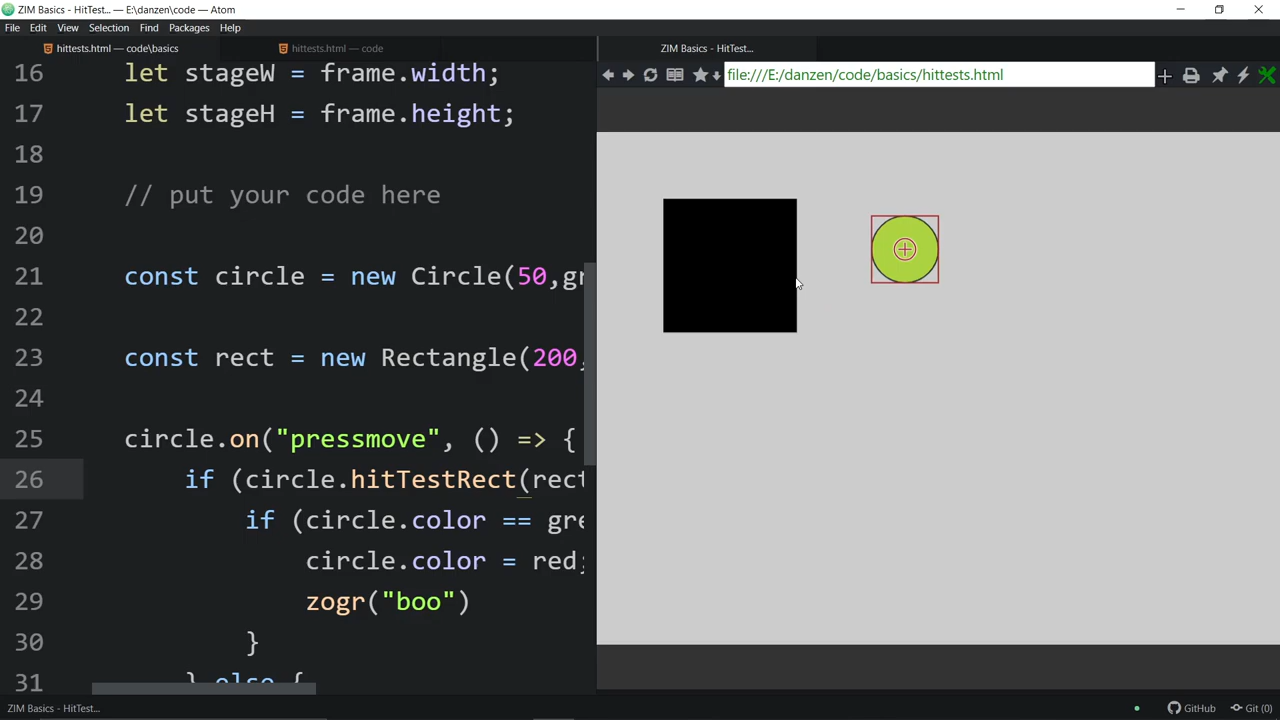 ZIM Basics - HitTest... — E:\danzen\code — Atom
File Edit View Selection Find Packages Help
hittests.html — code\basics
hittests.html — code
ZIM Basics - HitTest...
file:///E:/danzen/code/basics/hittests.html
16 let stageW = frame.width;
17 let stageH = frame.height;
18
19 // put your code here
20
21 const circle = new Circle(50,gr
22
23 const rect = new Rectangle(200,
24
25 circle.on("pressmove", () => {
26 if (circle.hitTestRect(rect
27 if (circle.color == gre
28 circle.color = red;
29 zogr("boo")
30 }
31 } else {
ZIM Basics - HitTest...
GitHub
Git (0)